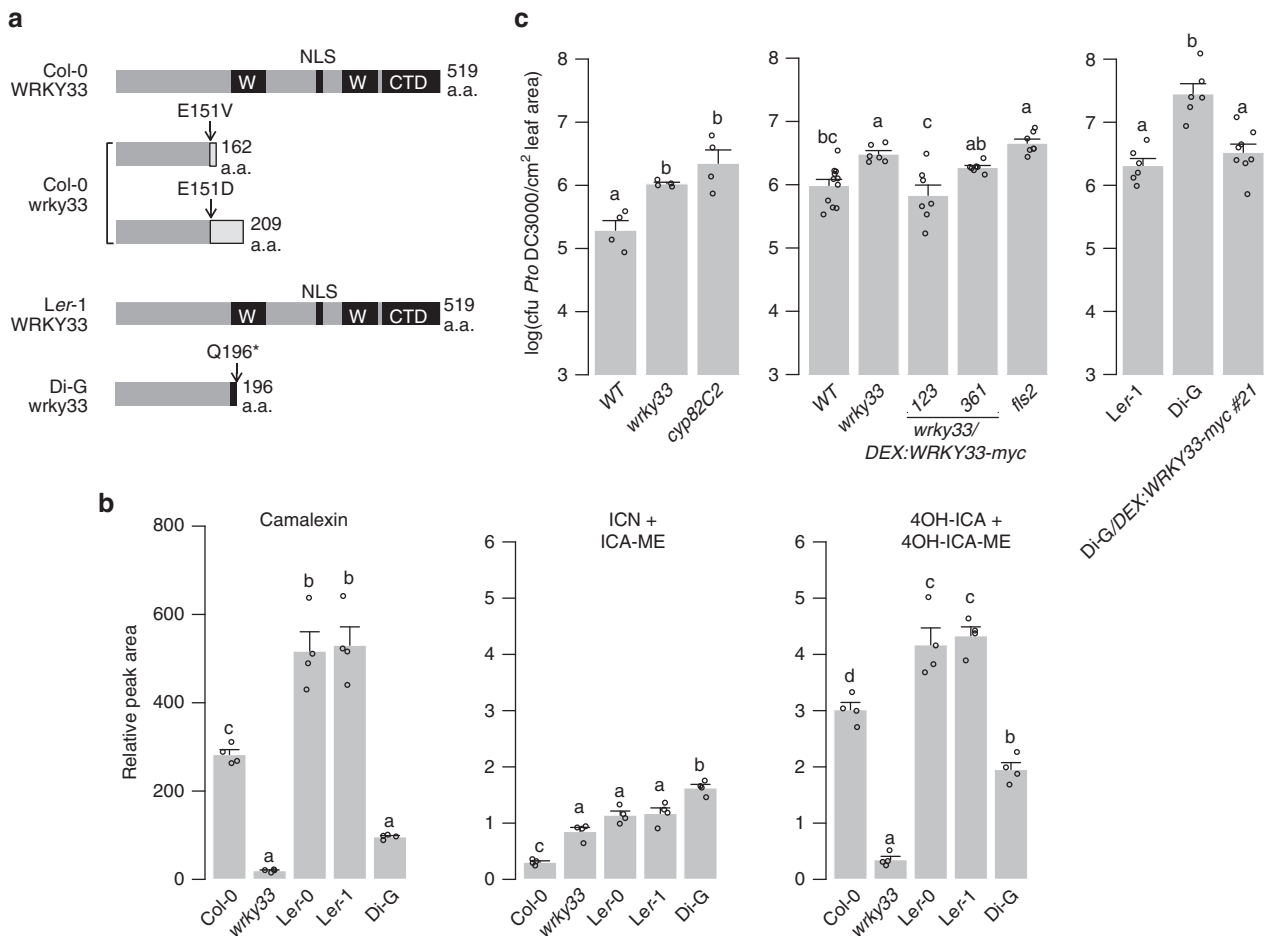 a
NLS
Col-0
WRKY33
W
W
CTD
519
a.a.
E151V
162
a.a.
Col-0
wrky33
E151D
209
a.a.
NLS
Ler-1
WRKY33
W
W
CTD
519
a.a.
Q196*
Di-G
wrky33
196
a.a.
c
log(cfu Pto DC3000/cm² leaf area)
8
7
6
5
4
3
a
b
b
WT
wrky33
cyp82C2
8
7
6
5
4
3
bc
a
c
ab
a
WT
wrky33
123
361
fls2
wrky33/
DEX:WRKY33-myc
8
7
6
5
4
3
a
b
a
Ler-1
Di-G
Di-G/DEX:WRKY33-myc #21
b
Relative peak area
Camalexin
800
600
400
200
0
c
a
b
b
a
Col-0
wrky33
Ler-0
Ler-1
Di-G
ICN +
ICA-ME
6
5
4
3
2
1
0
c
a
a
a
b
Col-0
wrky33
Ler-0
Ler-1
Di-G
4OH-ICA +
4OH-ICA-ME
6
5
4
3
2
1
0
d
a
c
c
b
Col-0
wrky33
Ler-0
Ler-1
Di-G